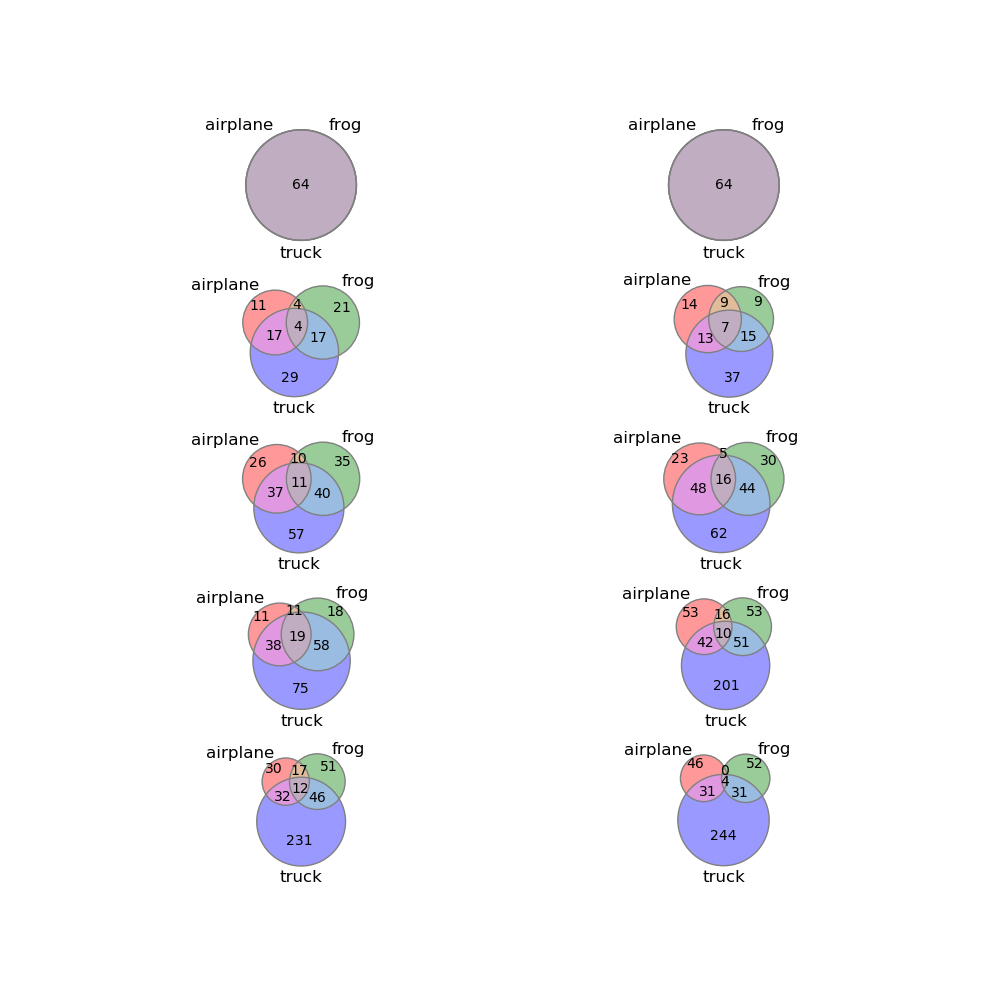 airplane frog airplane frog
64 64
truck truck
airplane frog airplane frog
11 4 21 14 9 9
17 4 17 13 7 15
29 37
truck truck
airplane frog airplane frog
26 10 35 23 5 30
37 11 40 48 16 44
57 62
truck truck
airplane frog airplane frog
11 11 18 53 16 53
38 19 58 42 10 51
75 201
truck truck
airplane frog airplane frog
30 17 51 46 0 52
32 12 46 31 4 31
231 244
truck truck